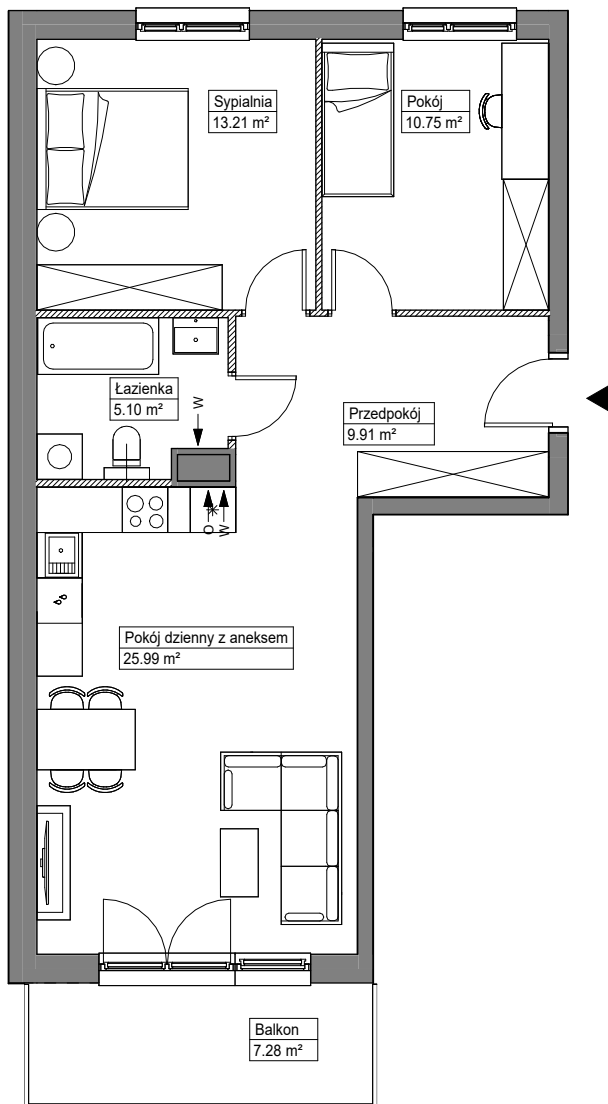 Sypialnia
13.21 m²
Pokój
10.75 m²
Łazienka
5.10 m²
W
Przedpokój
9.91 m²
O
W
Pokój dzienny z aneksem
25.99 m²
Balkon
7.28 m²